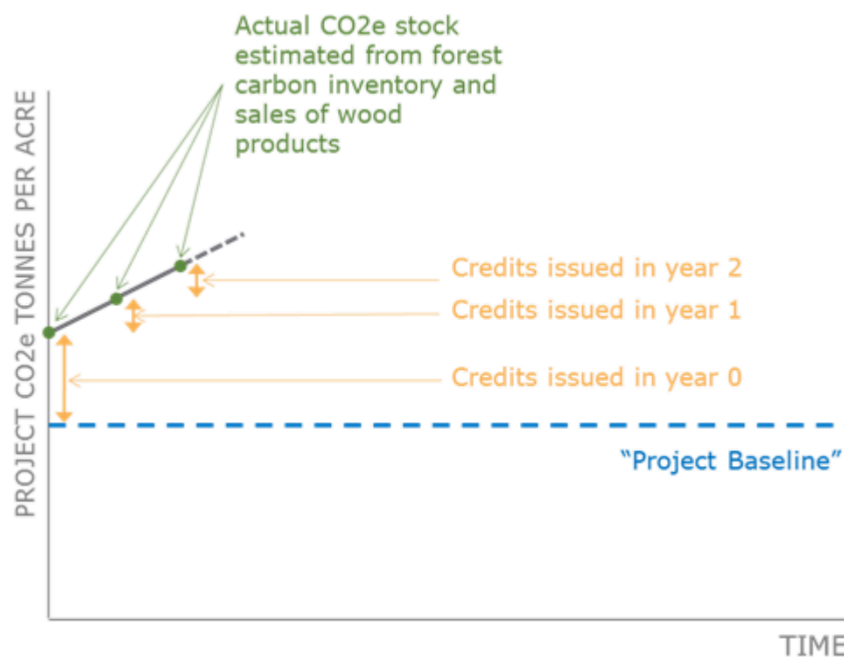 Actual CO2e stock
estimated from forest
carbon inventory and
sales of wood
products
PROJECT CO2e TONNES PER ACRE
Credits issued in year 2
Credits issued in year 1
Credits issued in year 0
“Project Baseline”
TIME